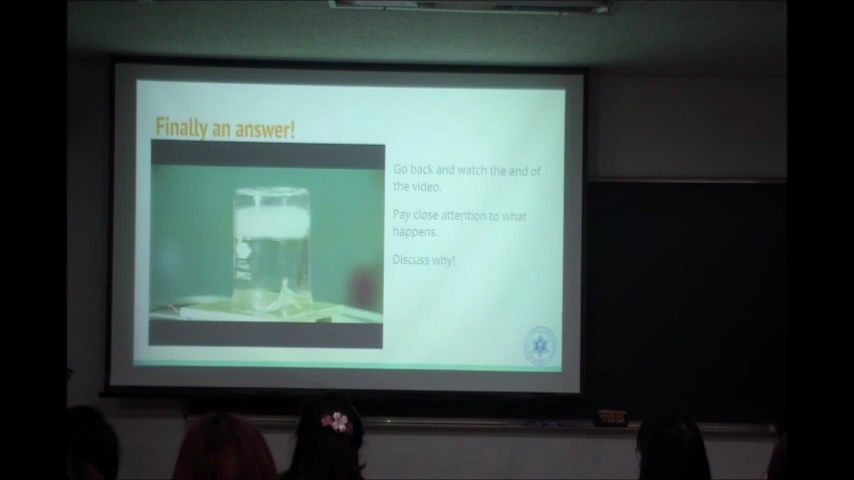 Finally an answer!
Go back and watch the end of
the video.
Pay close attention to what
happens.
Discuss why!